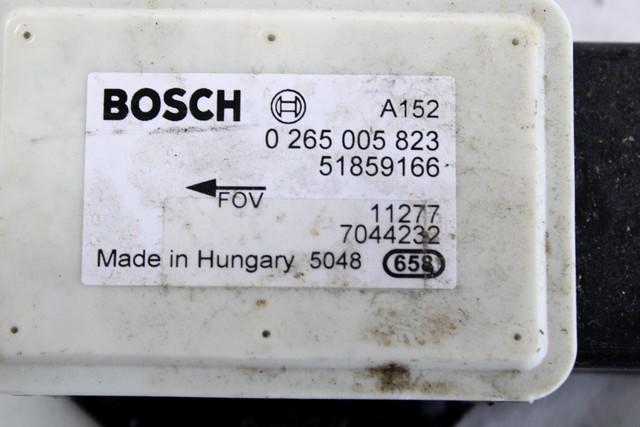 BOSCH A152
0 265 005 823
51859166
FOV
11277
7044232
Made in Hungary 5048 658